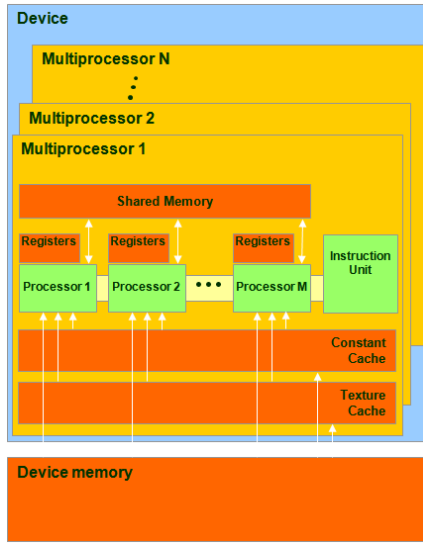 Device
Multiprocessor N
Multiprocessor 2
Multiprocessor 1
Shared Memory
Registers Registers Registers
Processor 1 Processor 2 ••• Processor M
Instruction
Unit
Constant
Cache
Texture
Cache
Device memory